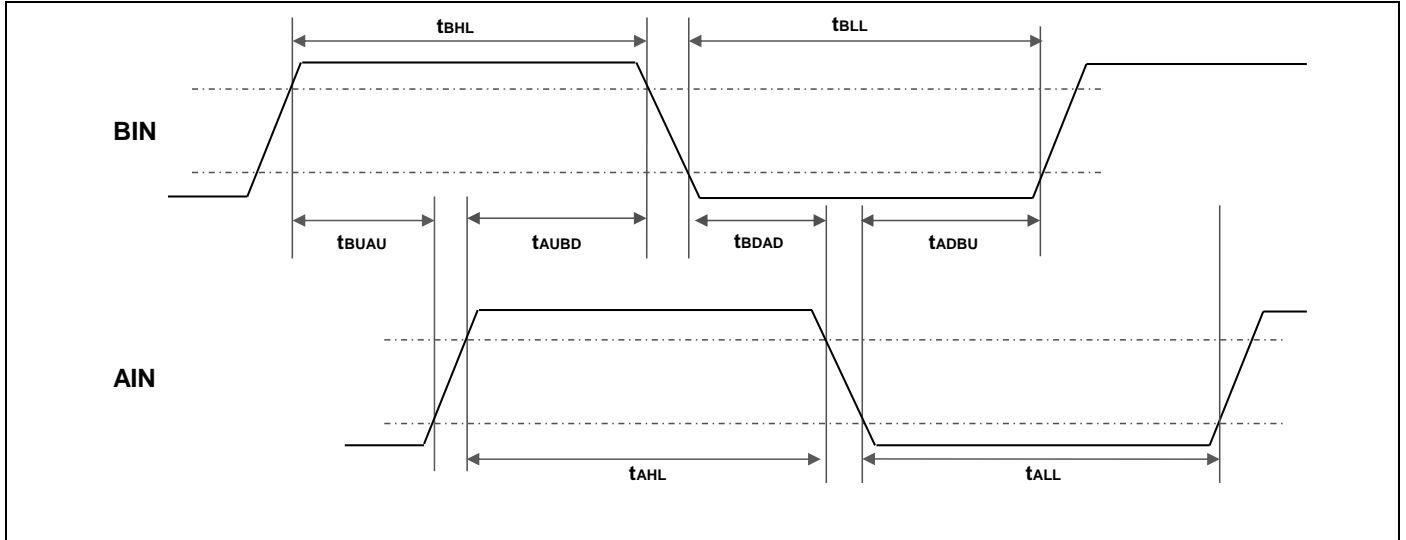 tBHL
tBLL
BIN
tBUAU
tAUBD
tBDAD
tADBU
AIN
tAHL
tALL